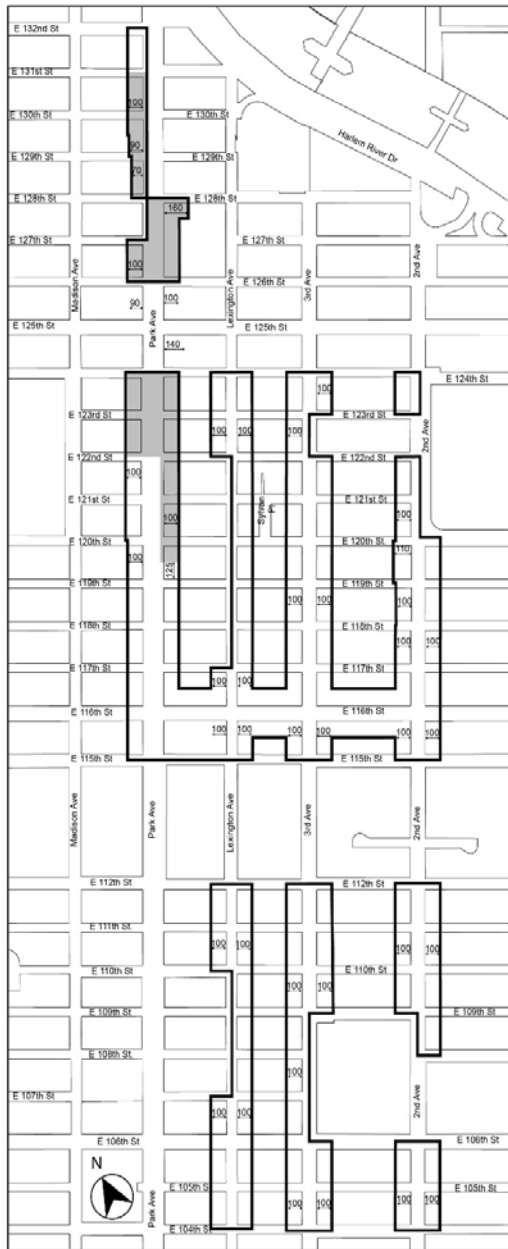 E 132nd St
E 131st St
100
E 130th St
E 130th St
Harlem River Dr
90
E 129th St
E 129th St
70
E 128th St
E 128th St
160
E 127th St
E 127th St
100
Madison Ave
Park Ave
Lexington Ave
3rd Ave
2nd Ave
E 126th St
90
100
E 125th St
E 125th St
140
E 124th St
100
E 123rd St
E 123rd St
100
100
100
2nd Ave
E 122nd St
E 122nd St
100
E 121st St
E 121st St
Sylvan Pl
100
100
E 120th St
E 120th St.
100
110
125
E 119th St
E 119th St
100
100
100
E 118th St
E 118th St
100
100
E 117th St
E 117th St
100
100
E 116th St
E 116th St
100
100
100
100
100
100
E 115th St
E 115th St
Madison Ave
Park Ave
Lexington Ave
3rd Ave
2nd Ave
E 112th St
E 112th St
E 111th St.
100
100
100
100
E 110th St
E 110th St
100
100
E 109th St
E 109th St
E 108th St.
100
E 107th St
100
100
2nd Ave
E 106th St
E 106th St
N
E 105th St
E 105th St
100
100
100
100
Park Ave
E 104th St